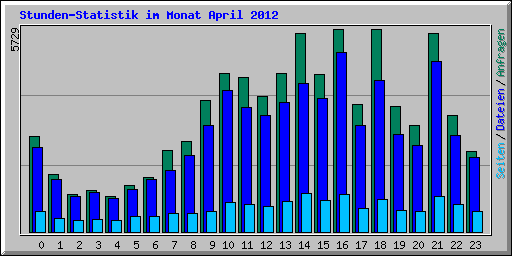 Stunden-Statistik im Monat April 2012
5729
0 1 2 3 4 5 6 7 8 9 10 11 12 13 14 15 16 17 18 19 20 21 22 23
Seiten / Dateien / Anfragen